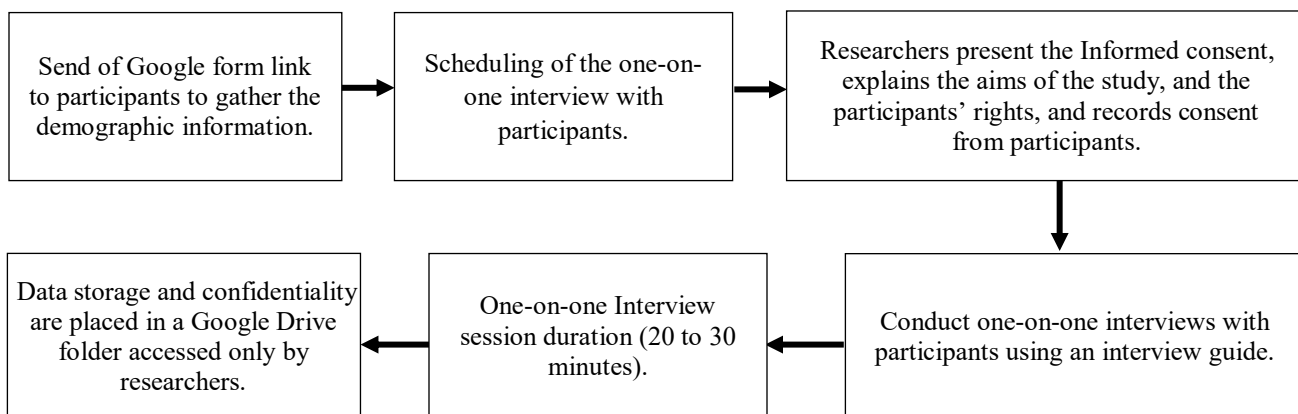 Send of Google form link
to participants to gather the
demographic information.
Scheduling of the one-on-
one interview with
participants.
Researchers present the Informed consent,
explains the aims of the study, and the
participants’ rights, and records consent
from participants.
Conduct one-on-one interviews with
participants using an interview guide.
One-on-one Interview
session duration (20 to 30
minutes).
Data storage and confidentiality
are placed in a Google Drive
folder accessed only by
researchers.